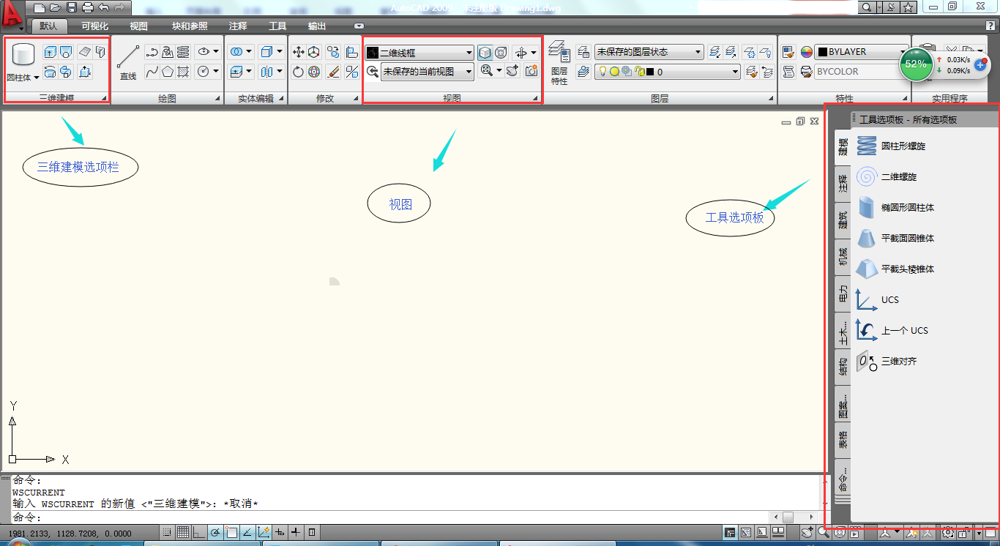 AutoCAD 2009 未注册版 Drawing1.dwg
默认 可视化 视图 块和参照 注释 工具 输出
圆柱体
三维建模
直线
绘图
实体编辑
修改
二维线框
未保存的当前视图
视图
图层
特性
未保存的图层状态
0
图层
BYLAYER
BYCOLOR
特性
52%
0.03K/s
0.09K/s
实用程序
三维建模选项栏
视图
工具选项板
工具选项板 - 所有选项板
建模
注释
建筑
机械
电力
土木...
结构
图案...
表格
命令...
圆柱形螺旋
二维螺旋
椭圆形圆柱体
平截面圆锥体
平截头棱锥体
UCS
上一个 UCS
三维对齐
Y
X
命令:
WSCURRENT
输入 WSCURRENT 的新值 <"三维建模">: *取消*
命令:
1981.2133, 1128.7208, 0.0000